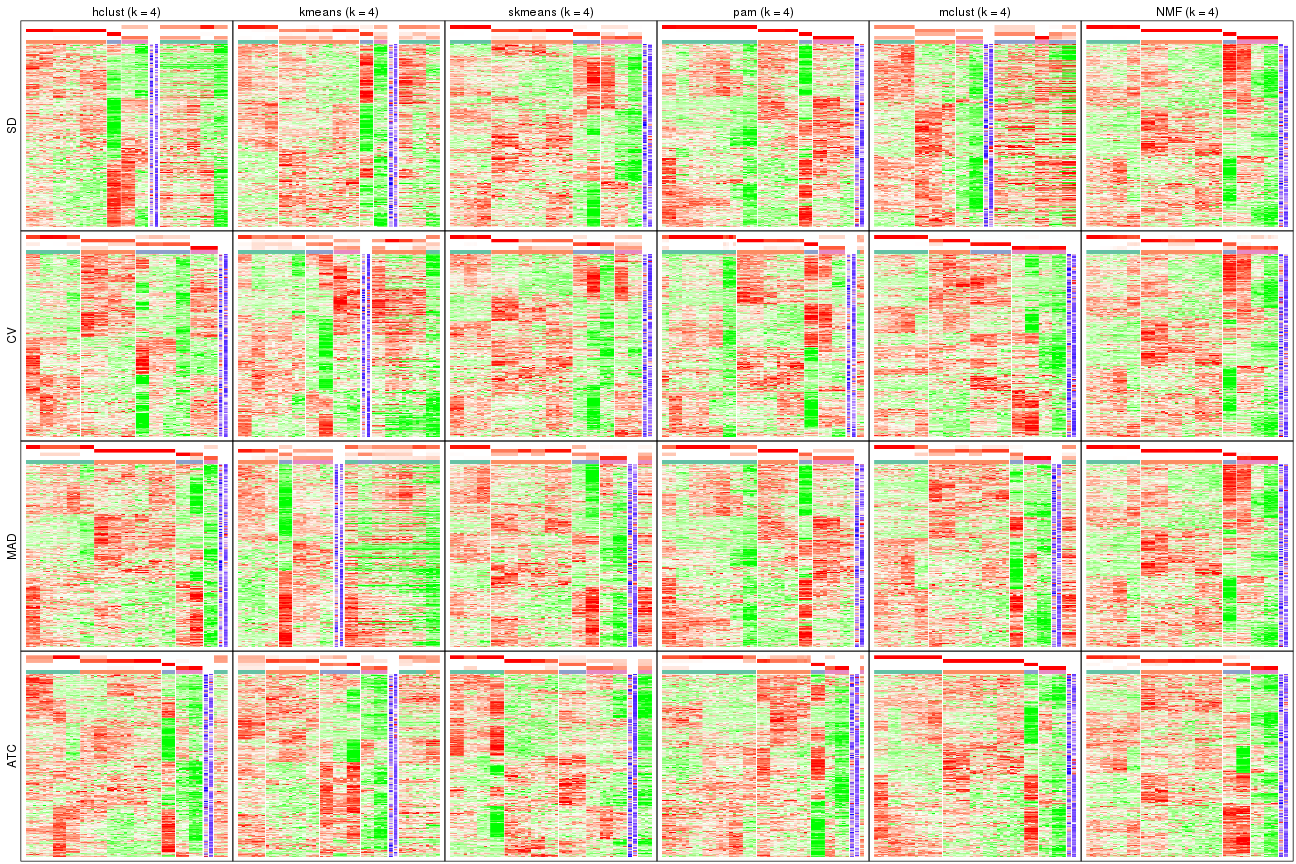 hclust (k = 4) kmeans (k = 4) skmeans (k = 4) pam (k = 4) mclust (k = 4) NMF (k = 4)
SD
CV
MAD
ATC